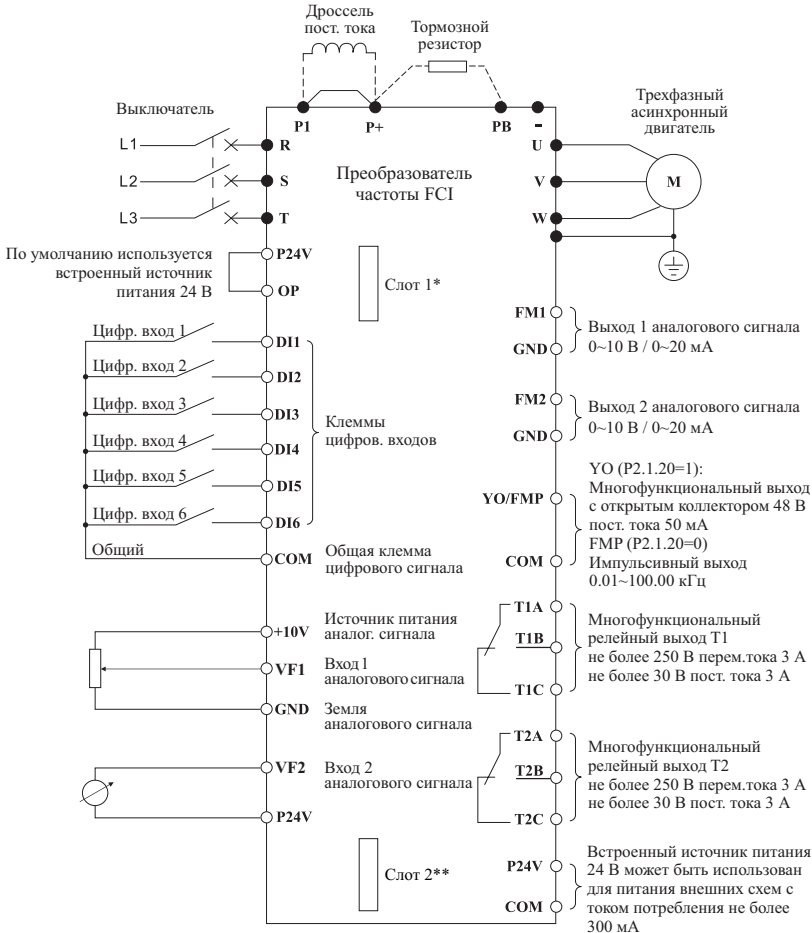 Дроссель
пост. тока
Тормозной
резистор
Выключатель
P1
P+
PB
-
Трехфазный
асинхронный
двигатель
L1
R
L2
S
L3
T
Преобразователь
частоты FCI
U
V
W
M
По умолчанию используется
встроенный источник
питания 24 В
P24V
OP
Слот 1*
Цифр. вход 1
DI1
Цифр. вход 2
DI2
Цифр. вход 3
DI3
Цифр. вход 4
DI4
Цифр. вход 5
DI5
Цифр. вход 6
DI6
Клеммы
цифров. входов
Общий
COM
Общая клемма
цифрового сигнала
+10V
Источник питания
аналог. сигнала
VF1
Вход 1
аналогового сигнала
GND
Земля
аналогового сигнала
VF2
Вход 2
аналогового сигнала
P24V
Слот 2**
FM1
GND
Выход 1 аналогового сигнала
0~10 В / 0~20 мА
FM2
GND
Выход 2 аналогового сигнала
0~10 В / 0~20 мА
YO/FMP
COM
YO (P2.1.20=1):
Многофункциональный выход
с открытым коллектором 48 В
пост. тока 50 мА
FMP (P2.1.20=0)
Импульсивный выход
0.01~100.00 кГц
T1A
T1B
T1C
Многофункциональный
релейный выход T1
не более 250 В перем.тока 3 А
не более 30 В пост. тока 3 А
T2A
T2B
T2C
Многофункциональный
релейный выход T2
не более 250 В перем.тока 3 А
не более 30 В пост. тока 3 А
P24V
COM
Встроенный источник питания
24 В может быть использован
для питания внешних схем с
током потребления не более
300 мА